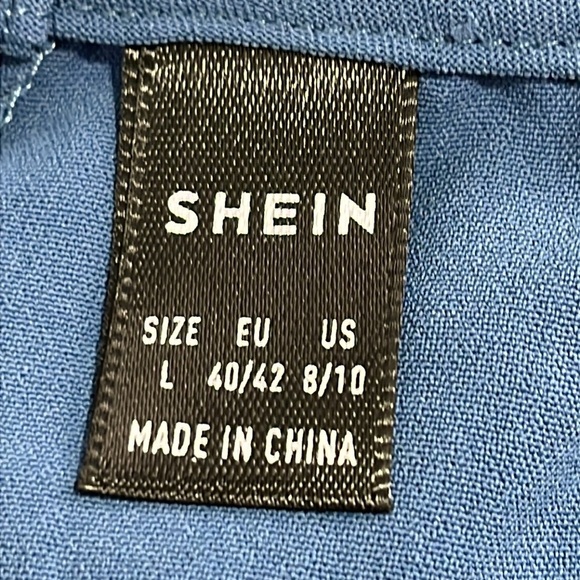 SHEIN
SIZE EU US
L 40/42 8/10
MADE IN CHINA